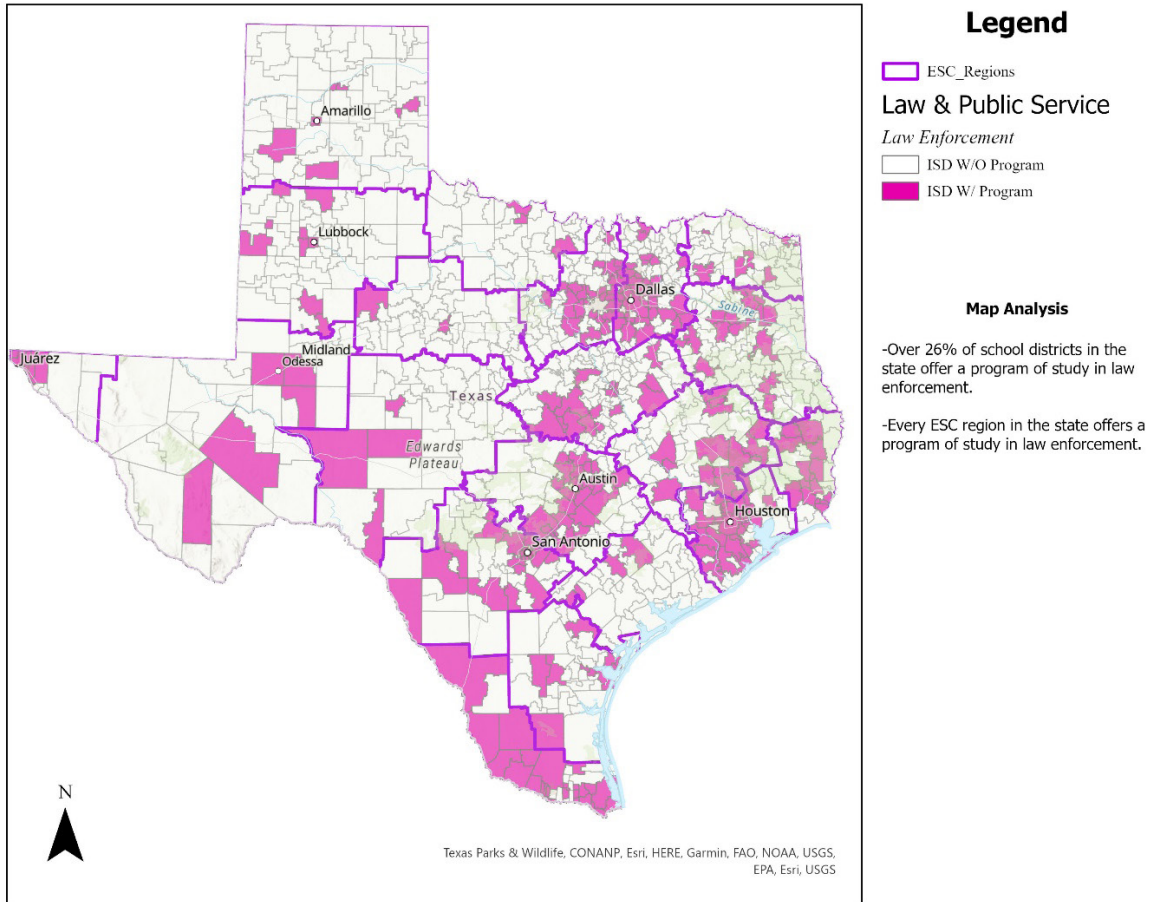 Legend
ESC_Regions
Law & Public Service
Law Enforcement
ISD W/O Program
ISD W/ Program
Map Analysis
-Over 26% of school districts in the
state offer a program of study in law
enforcement.
-Every ESC region in the state offers a
program of study in law enforcement.
Amarillo
Lubbock
Dallas
Sabine
Juárez
Midland
Odessa
Texas
Edwards
Plateau
Austin
Houston
San Antonio
N
Texas Parks & Wildlife, CONANP, Esri, HERE, Garmin, FAO, NOAA, USGS,
EPA, Esri, USGS